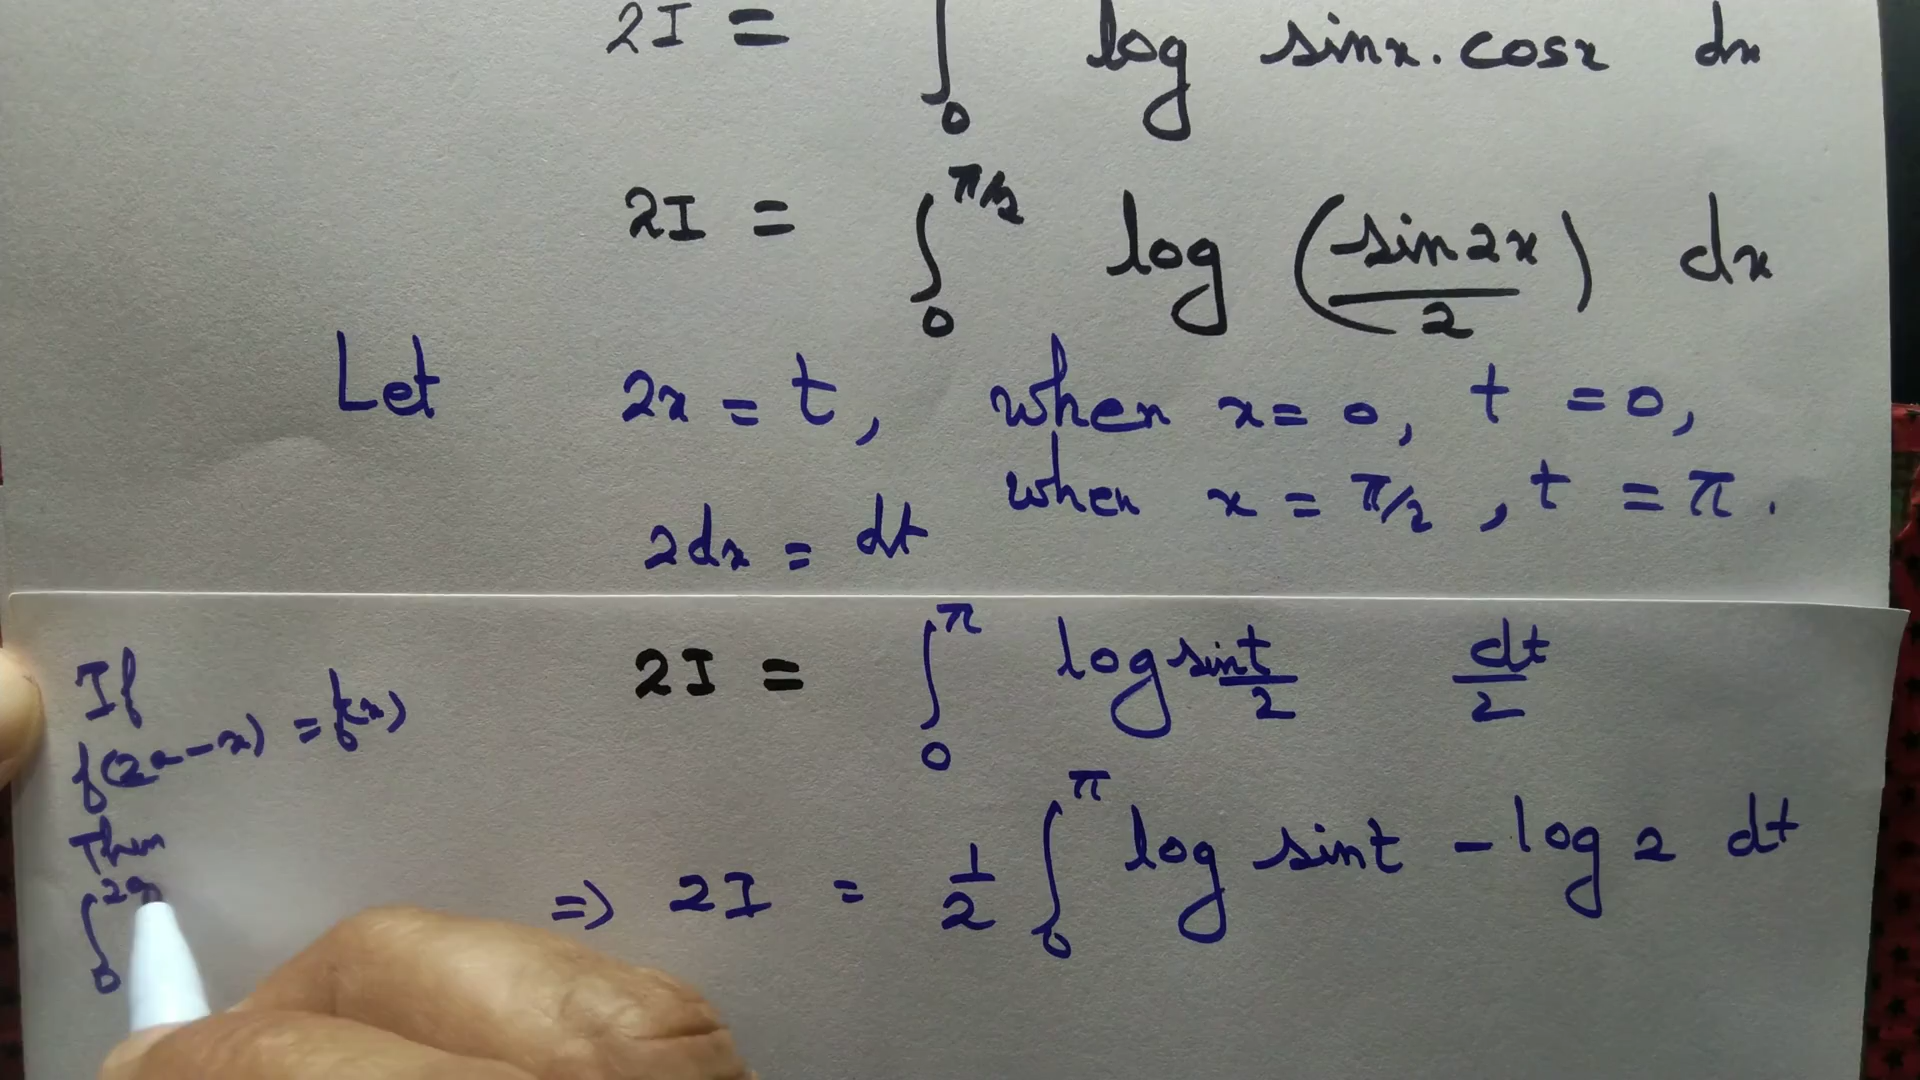 2I = ∫₀ log sinx.cosx dx
2I = ∫₀^π/2 log (sin2x/2) dx
Let 2x = t, when x=0, t =0,
when x = π/2, t = π.
2dx = dt
2I = ∫₀^π log sint/2 dt/2
If
f(2a-x) = f(x)
Then
∫₀^2a
=> 2I = 1/2 ∫₀^π log sint - log 2 dt